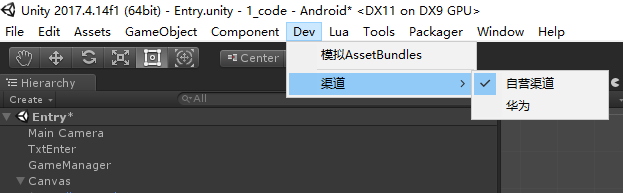 Unity 2017.4.14f1 (64bit) - Entry.unity - 1_code - Android* <DX11 on DX9 GPU>
File Edit Assets GameObject Component Dev Lua Tools Packager Window Help
Center
模拟AssetBundles
渠道
自营渠道
华为
Hierarchy
Create
All
Entry*
Main Camera
TxtEnter
GameManager
Canvas